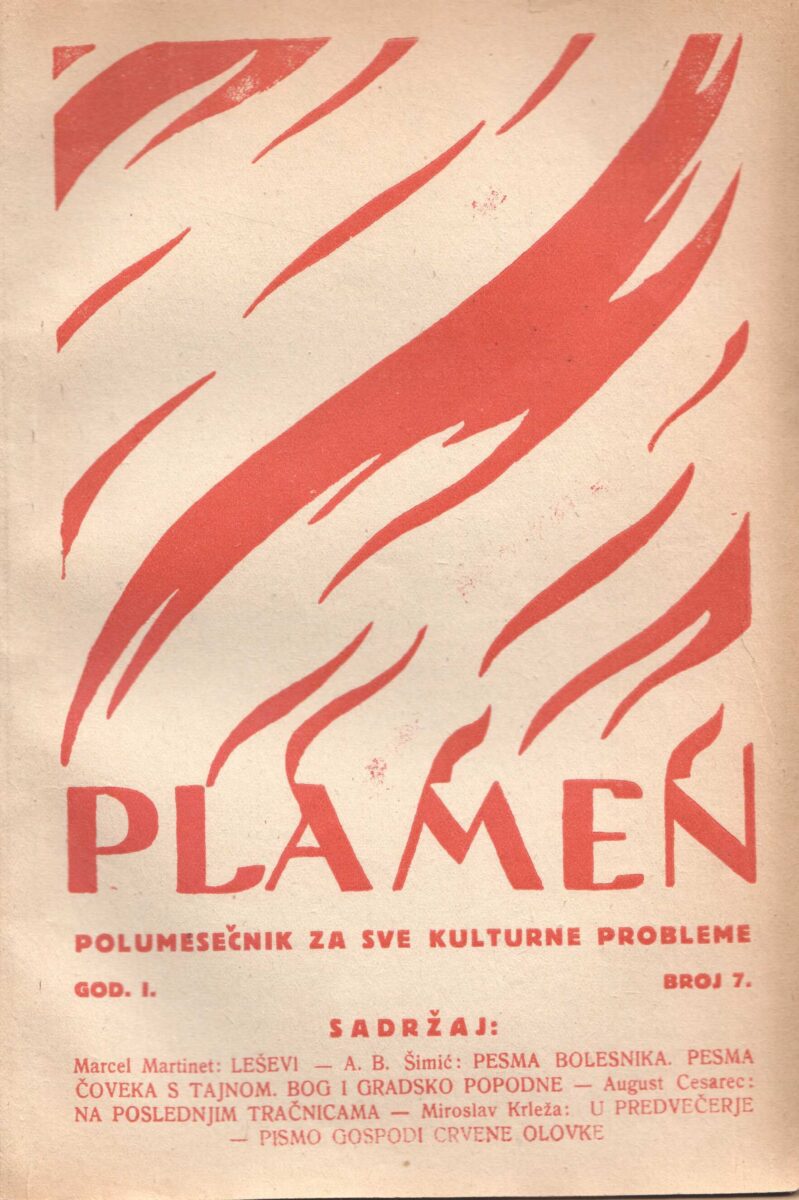 PLAMEN
POLUMESEČNIK ZA SVE KULTURNE PROBLEME
GOD. I. BROJ 7.
SADRŽAJ:
Marcel Martinet: LEŠEVI — A. B. Šimić: PESMA BOLESNIKA. PESMA
ČOVEKA S TAJNOM. BOG I GRADSKO POPODNE — August Cesarec:
NA POSLEDNJIM TRAČNICAMA — Miroslav Krleža: U PREDVEČERJE
— PISMO GOSPODI CRVENE OLOVKE